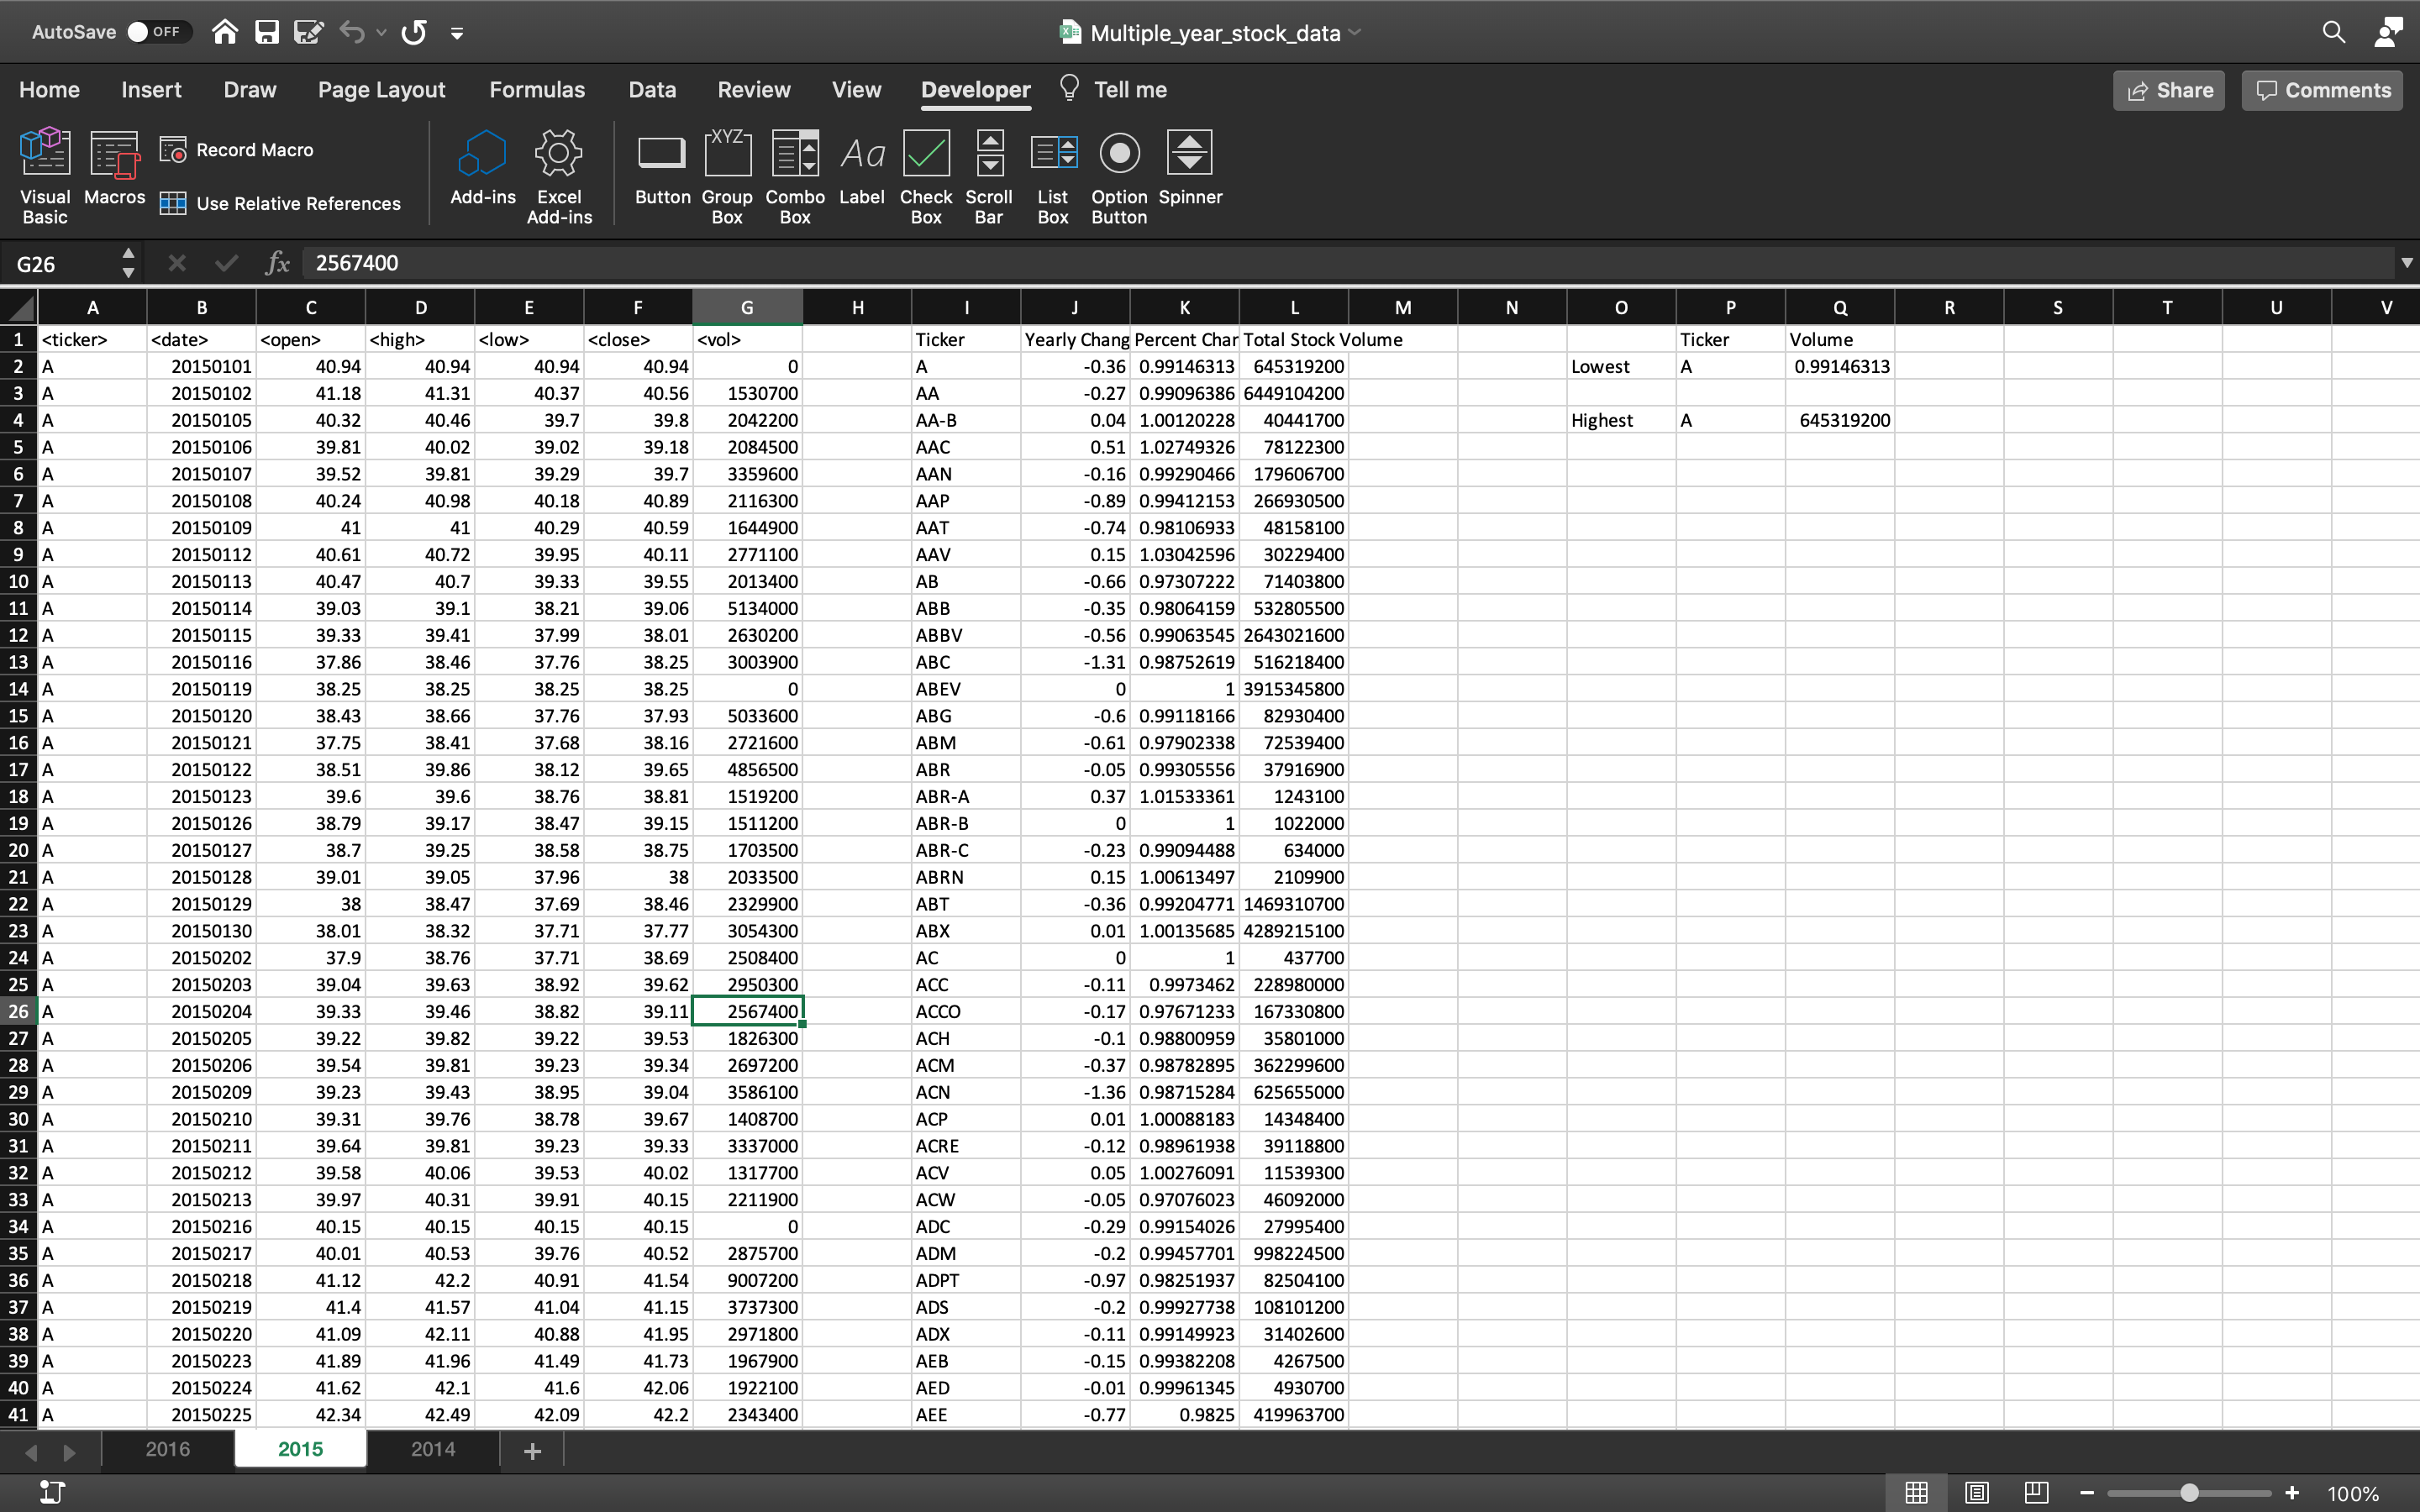 AutoSave OFF Multiple_year_stock_data
Home Insert Draw Page Layout Formulas Data Review View Developer Tell me Share Comments
Visual Basic Macros Record Macro Use Relative References Add-ins Excel Add-ins Button Group Box Combo Box Label Check Box Scroll Bar List Box Option Button Spinner
XYZ Aa
G26 fx 2567400
A B C D E F G H I J K L M N O P Q R S T U V
1 <ticker> <date> <open> <high> <low> <close> <vol> Ticker Yearly Chang Percent Char Total Stock Volume Ticker Volume
2 A 20150101 40.94 40.94 40.94 40.94 0 A -0.36 0.99146313 645319200 Lowest A 0.99146313
3 A 20150102 41.18 41.31 40.37 40.56 1530700 AA -0.27 0.99096386 6449104200
4 A 20150105 40.32 40.46 39.7 39.8 2042200 AA-B 0.04 1.00120228 40441700 Highest A 645319200
5 A 20150106 39.81 40.02 39.02 39.18 2084500 AAC 0.51 1.02749326 78122300
6 A 20150107 39.52 39.81 39.29 39.7 3359600 AAN -0.16 0.99290466 179606700
7 A 20150108 40.24 40.98 40.18 40.89 2116300 AAP -0.89 0.99412153 266930500
8 A 20150109 41 41 40.29 40.59 1644900 AAT -0.74 0.98106933 48158100
9 A 20150112 40.61 40.72 39.95 40.11 2771100 AAV 0.15 1.03042596 30229400
10 A 20150113 40.47 40.7 39.33 39.55 2013400 AB -0.66 0.97307222 71403800
11 A 20150114 39.03 39.1 38.21 39.06 5134000 ABB -0.35 0.98064159 532805500
12 A 20150115 39.33 39.41 37.99 38.01 2630200 ABBV -0.56 0.99063545 2643021600
13 A 20150116 37.86 38.46 37.76 38.25 3003900 ABC -1.31 0.98752619 516218400
14 A 20150119 38.25 38.25 38.25 38.25 0 ABEV 0 1 3915345800
15 A 20150120 38.43 38.66 37.76 37.93 5033600 ABG -0.6 0.99118166 82930400
16 A 20150121 37.75 38.41 37.68 38.16 2721600 ABM -0.61 0.97902338 72539400
17 A 20150122 38.51 39.86 38.12 39.65 4856500 ABR -0.05 0.99305556 37916900
18 A 20150123 39.6 39.6 38.76 38.81 1519200 ABR-A 0.37 1.01533361 1243100
19 A 20150126 38.79 39.17 38.47 39.15 1511200 ABR-B 0 1 1022000
20 A 20150127 38.7 39.25 38.58 38.75 1703500 ABR-C -0.23 0.99094488 634000
21 A 20150128 39.01 39.05 37.96 38 2033500 ABRN 0.15 1.00613497 2109900
22 A 20150129 38 38.47 37.69 38.46 2329900 ABT -0.36 0.99204771 1469310700
23 A 20150130 38.01 38.32 37.71 37.77 3054300 ABX 0.01 1.00135685 4289215100
24 A 20150202 37.9 38.76 37.71 38.69 2508400 AC 0 1 437700
25 A 20150203 39.04 39.63 38.92 39.62 2950300 ACC -0.11 0.9973462 228980000
26 A 20150204 39.33 39.46 38.82 39.11 2567400 ACCO -0.17 0.97671233 167330800
27 A 20150205 39.22 39.82 39.22 39.53 1826300 ACH -0.1 0.98800959 35801000
28 A 20150206 39.54 39.81 39.23 39.34 2697200 ACM -0.37 0.98782895 362299600
29 A 20150209 39.23 39.43 38.95 39.04 3586100 ACN -1.36 0.98715284 625655000
30 A 20150210 39.31 39.76 38.78 39.67 1408700 ACP 0.01 1.00088183 14348400
31 A 20150211 39.64 39.81 39.23 39.33 3337000 ACRE -0.12 0.98961938 39118800
32 A 20150212 39.58 40.06 39.53 40.02 1317700 ACV 0.05 1.00276091 11539300
33 A 20150213 39.97 40.31 39.91 40.15 2211900 ACW -0.05 0.97076023 46092000
34 A 20150216 40.15 40.15 40.15 40.15 0 ADC -0.29 0.99154026 27995400
35 A 20150217 40.01 40.53 39.76 40.52 2875700 ADM -0.2 0.99457701 998224500
36 A 20150218 41.12 42.2 40.91 41.54 9007200 ADPT -0.97 0.98251937 82504100
37 A 20150219 41.4 41.57 41.04 41.15 3737300 ADS -0.2 0.99927738 108101200
38 A 20150220 41.09 42.11 40.88 41.95 2971800 ADX -0.11 0.99149923 31402600
39 A 20150223 41.89 41.96 41.49 41.73 1967900 AEB -0.15 0.99382208 4267500
40 A 20150224 41.62 42.1 41.6 42.06 1922100 AED -0.01 0.99961345 4930700
41 A 20150225 42.34 42.49 42.09 42.2 2343400 AEE -0.77 0.9825 419963700
2016 2015 2014 +
100%